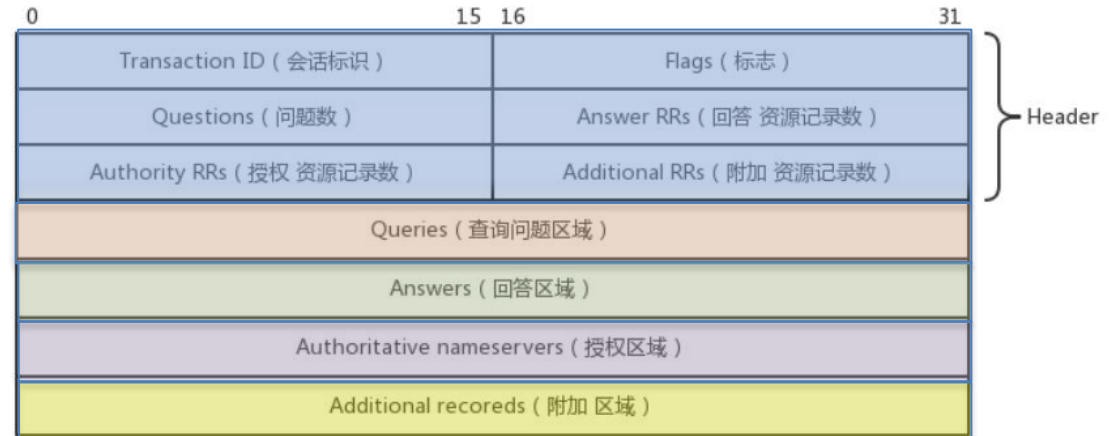 0 15 16 31
Transaction ID ( 会话标识 ) Flags ( 标志 )
Questions ( 问题数 ) Answer RRs ( 回答 资源记录数 )
Header
Authority RRs ( 授权 资源记录数 ) Additional RRs ( 附加 资源记录数 )
Queries ( 查询问题区域 )
Answers ( 回答区域 )
Authoritative nameservers ( 授权区域 )
Additional recoreds ( 附加 区域 )